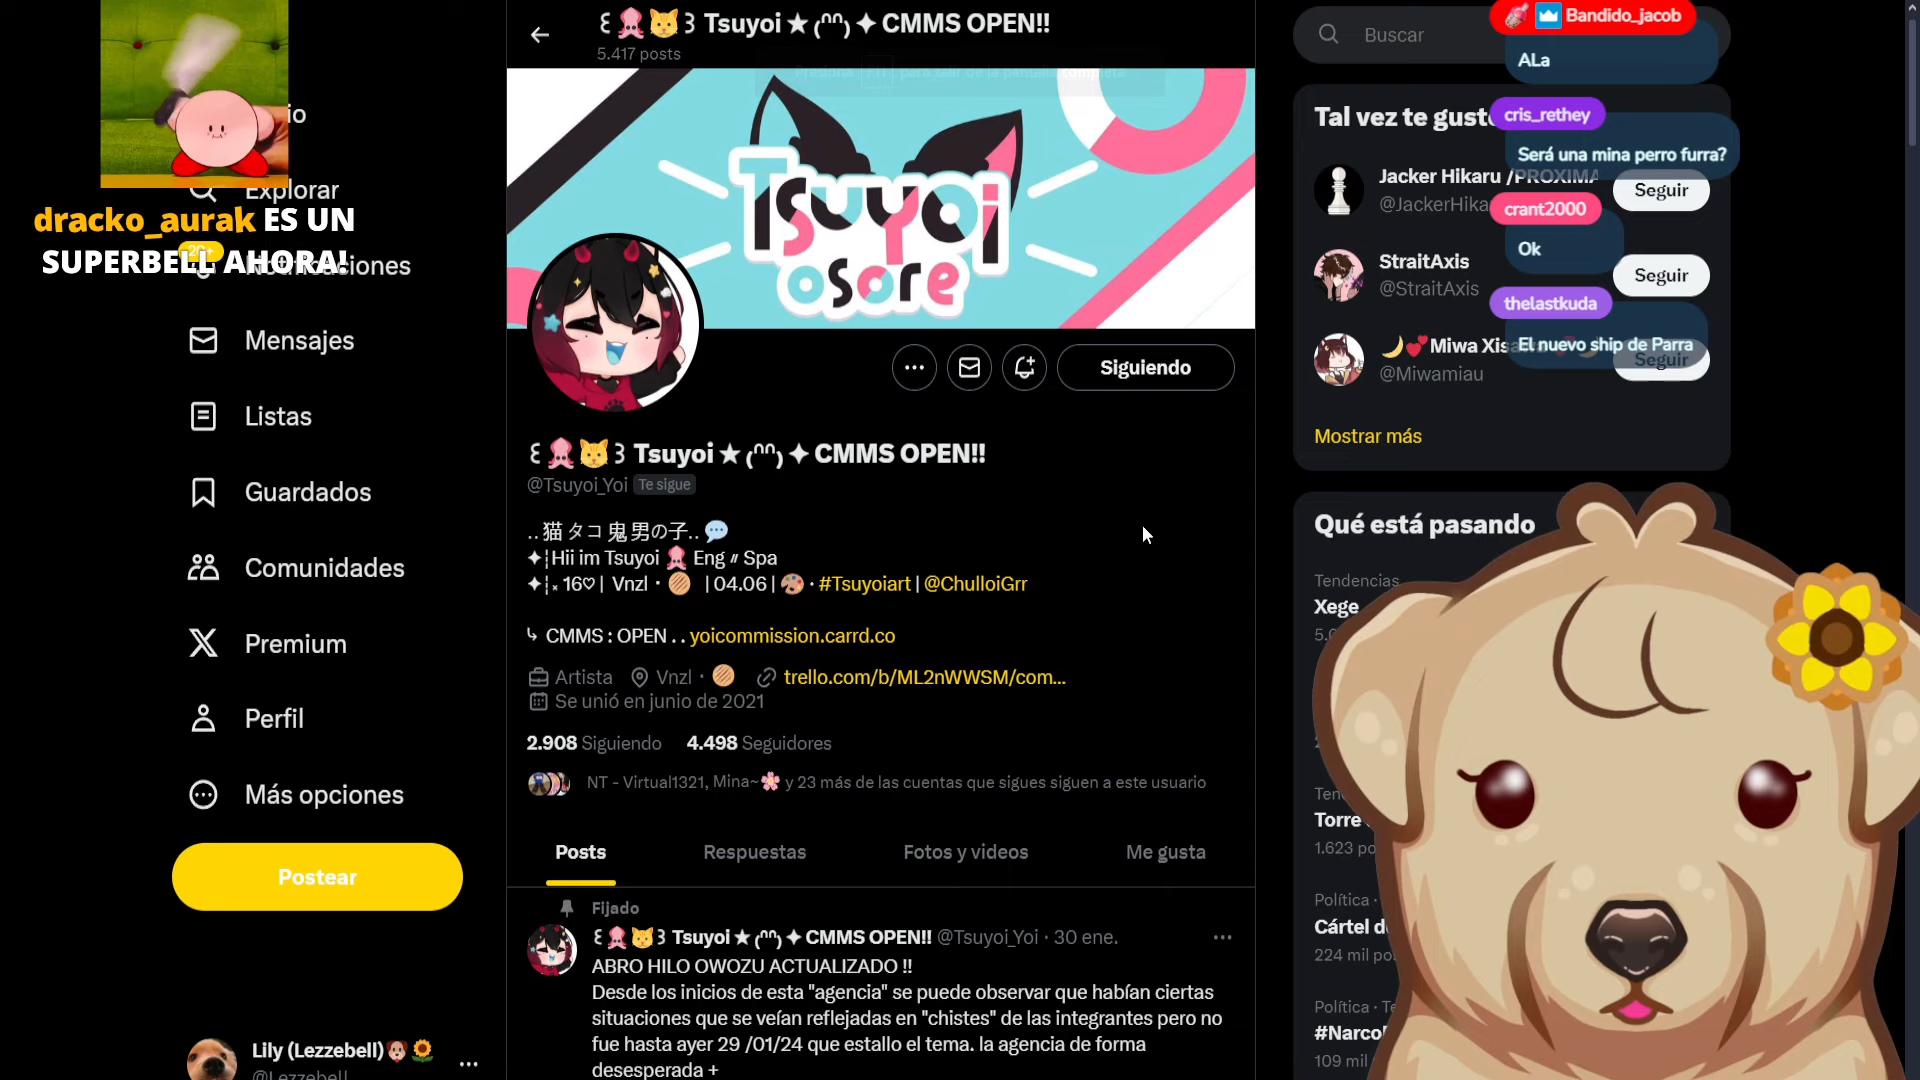 ꒰🦑🐱꒱ Tsuyoi ★ (ᐢᐢ) ✦ CMMS OPEN!!
5.417 posts
Explorar
Notificaciones
Mensajes
Listas
Guardados
Comunidades
Premium
Perfil
Más opciones
Postear
Lily (Lezzebell)🐶🌻
@Lezzebell
dracko_aurak ES UN
SUPERBELL AHORA!
Tsuyoi
osore
Siguiendo
꒰🦑🐱꒱ Tsuyoi ★ (ᐢᐢ) ✦ CMMS OPEN!!
@Tsuyoi_Yoi Te sigue
.. 猫 タコ 鬼 男の子.. 💬
✦┆Hii im Tsuyoi 🦑 Eng 〃 Spa
✦┆ₓ 16♡ | Vnzl・ | 04.06 | 🎨 · #Tsuyoiart | @ChulloiGrr
↳ CMMS : OPEN . . yoicommission.carrd.co
Artista Vnzl・ trello.com/b/ML2nWWSM/com…
Se unió en junio de 2021
2.908 Siguiendo 4.498 Seguidores
NT - Virtual1321, Mina~🌸 y 23 más de las cuentas que sigues siguen a este usuario
Posts Respuestas Fotos y videos Me gusta
Fijado
꒰🦑🐱꒱ Tsuyoi ★ (ᐢᐢ) ✦ CMMS OPEN!! @Tsuyoi_Yoi · 30 ene.
ABRO HILO OWOZU ACTUALIZADO !!
Desde los inicios de esta "agencia" se puede observar que habían ciertas
situaciones que se veían reflejadas en "chistes" de las integrantes pero no
fue hasta ayer 29 /01/24 que estallo el tema. la agencia de forma
desesperada +
Buscar
Tal vez te guste
Jacker Hikaru /PROXIMA
@JackerHika
Seguir
StraitAxis
@StraitAxis
Seguir
🌙💕Miwa Xis
@Miwamiau
Seguir
Mostrar más
Bandido_jacob
ALa
cris_rethey
Será una mina perro furra?
crant2000
Ok
thelastkuda
El nuevo ship de Parra
Qué está pasando
Tendencias
Xege
Torre
1.623 po
Política ·
Cártel d
224 mil po
Política · Te
#Narco
109 mil